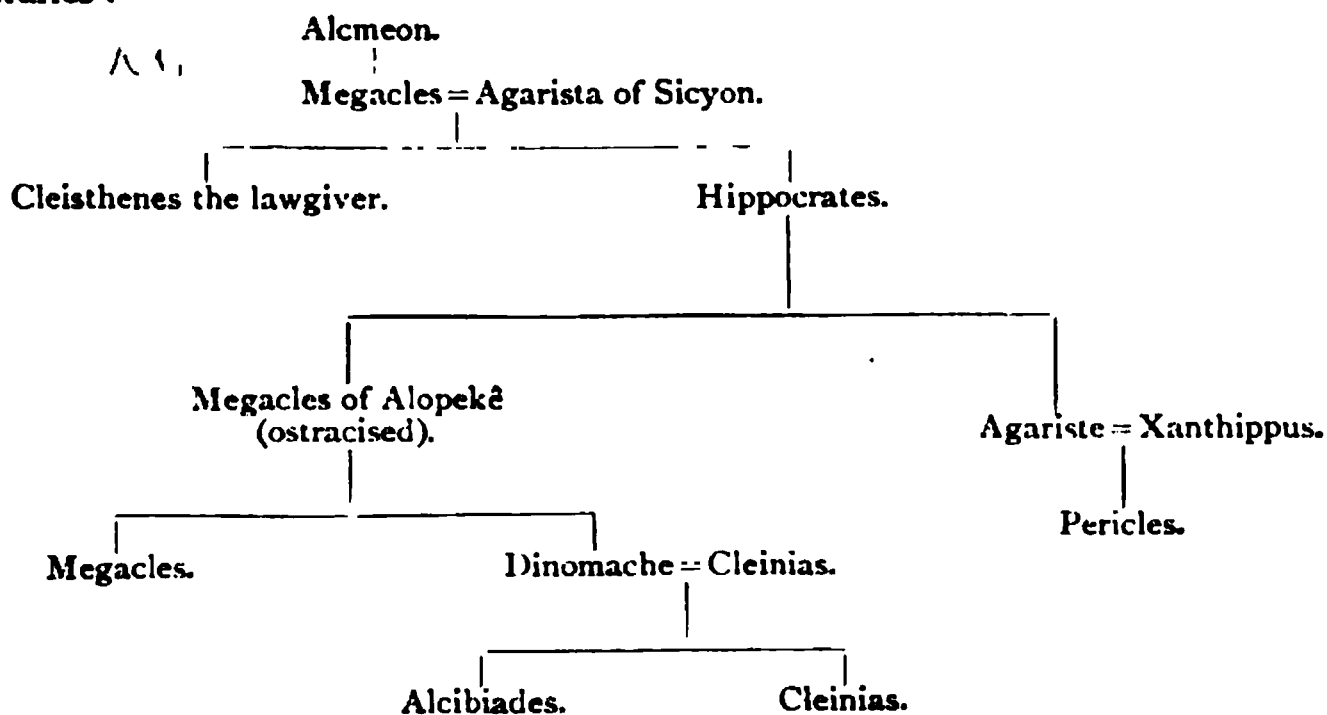 Alcmeon.
Megacles = Agarista of Sicyon.
Cleisthenes the lawgiver.
Hippocrates.
Megacles of Alopekê
(ostracised).
Agariste = Xanthippus.
Pericles.
Megacles.
Dinomache = Cleinias.
Alcibiades.
Cleinias.